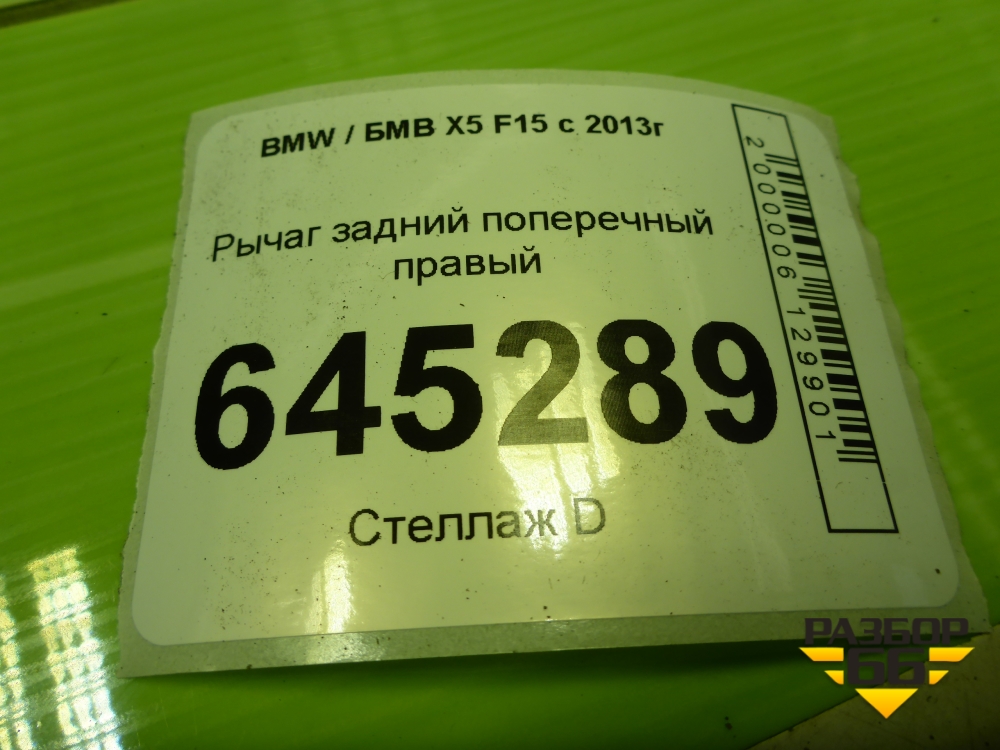 BMW / БМВ X5 F15 с 2013г
Рычаг задний поперечный
правый
645289
Стеллаж D
2000006129901
РАЗБОР
66